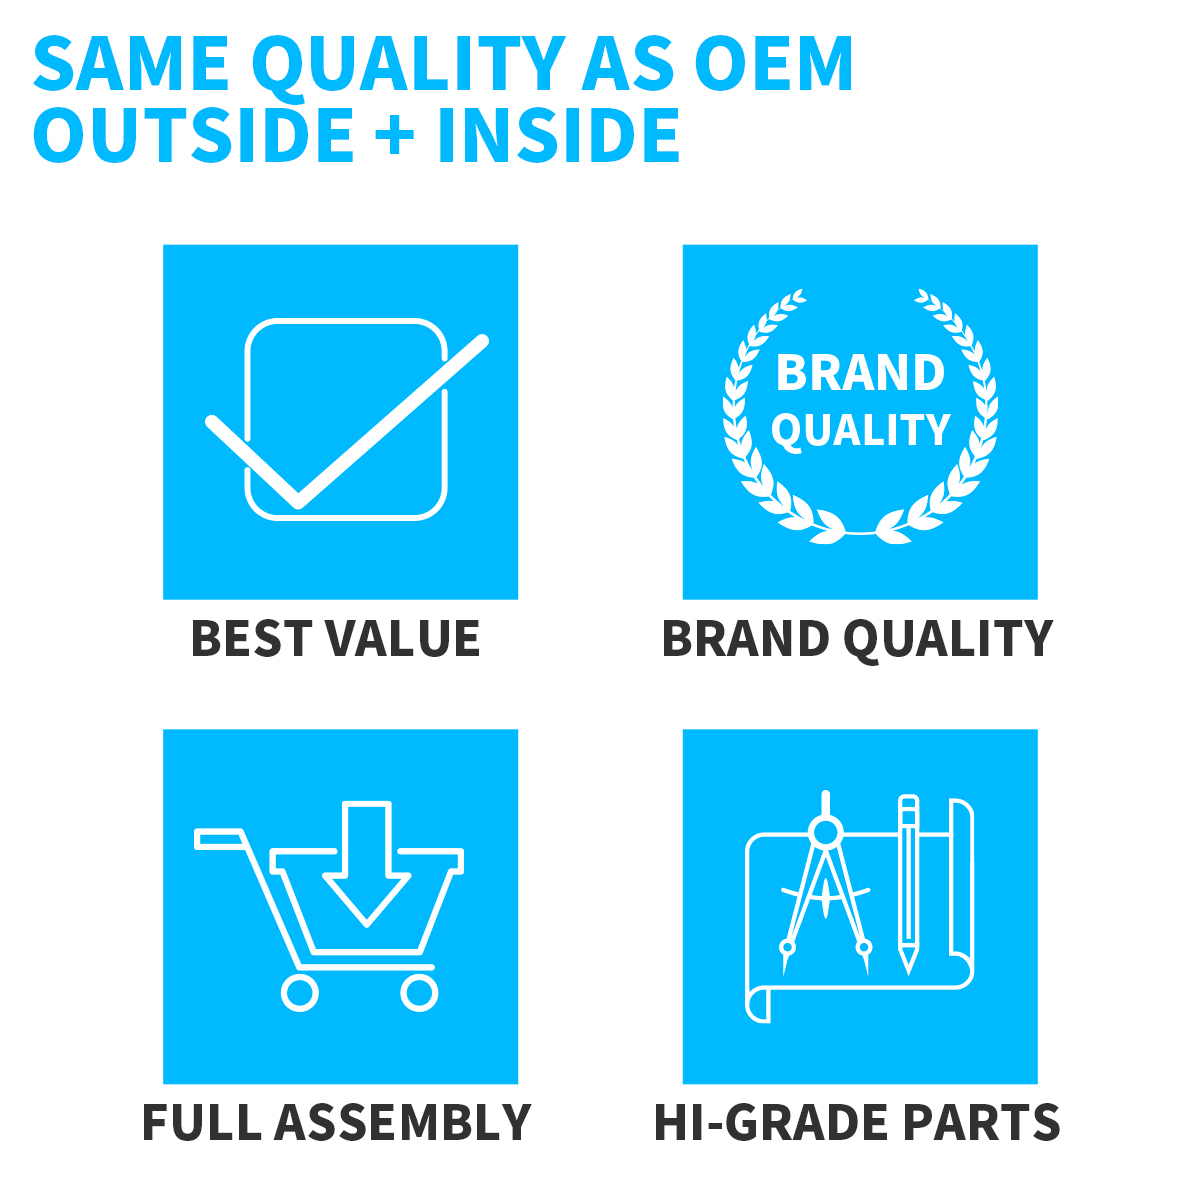 SAME QUALITY AS OEM
OUTSIDE + INSIDE
BRAND
QUALITY
BEST VALUE
BRAND QUALITY
FULL ASSEMBLY
HI-GRADE PARTS